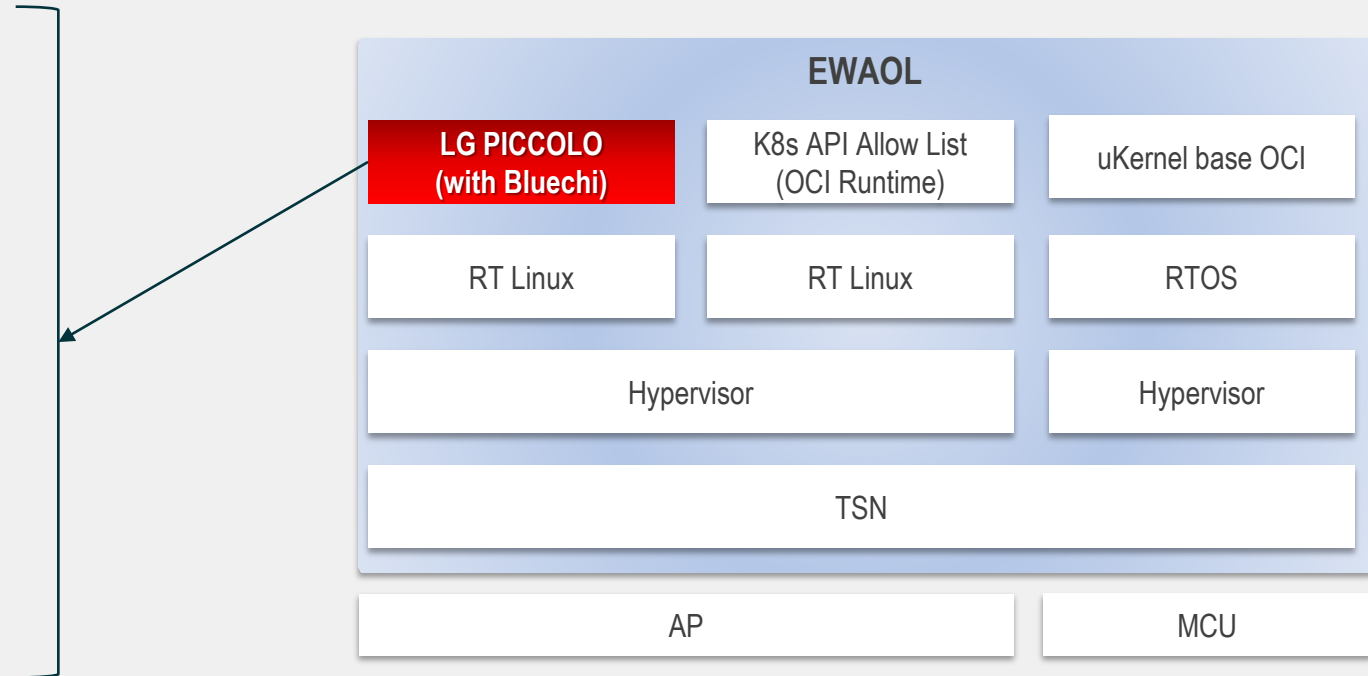 EWAOL
LG PICCOLO
(with Bluechi)
K8s API Allow List
(OCI Runtime)
uKernel base OCI
RT Linux
RT Linux
RTOS
Hypervisor
Hypervisor
TSN
AP
MCU